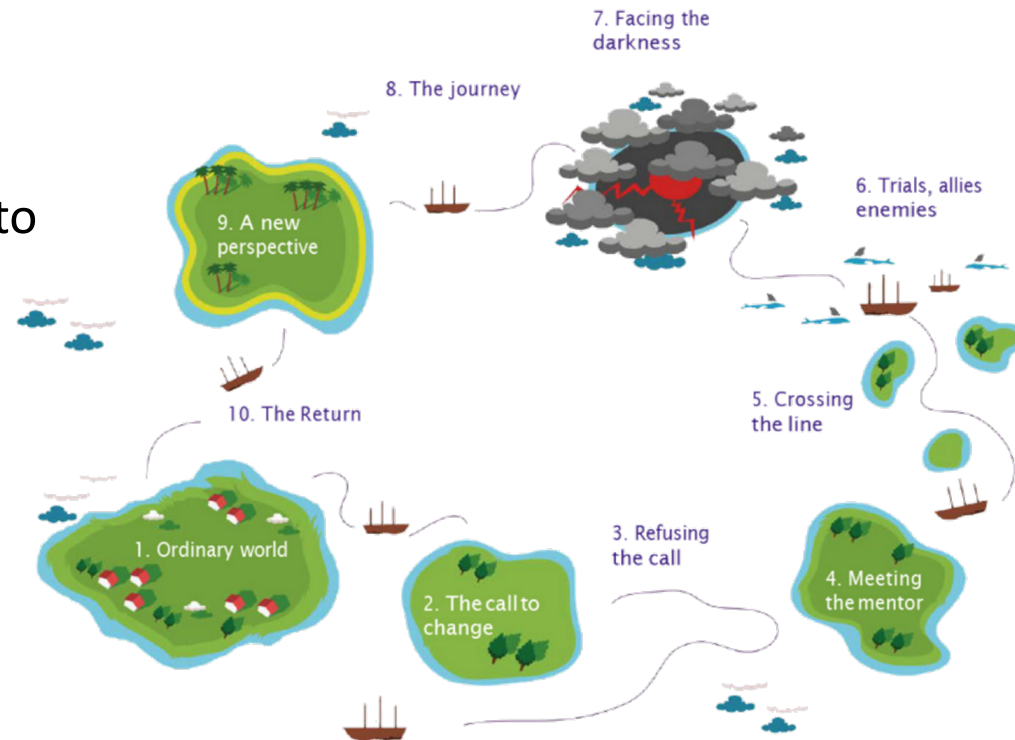 7. Facing the
darkness
8. The journey
6. Trials, allies
enemies
to
9. A new
perspective
5. Crossing
the line
10. The Return
3. Refusing
the call
1. Ordinary world
4. Meeting
the mentor
2. The call to
change